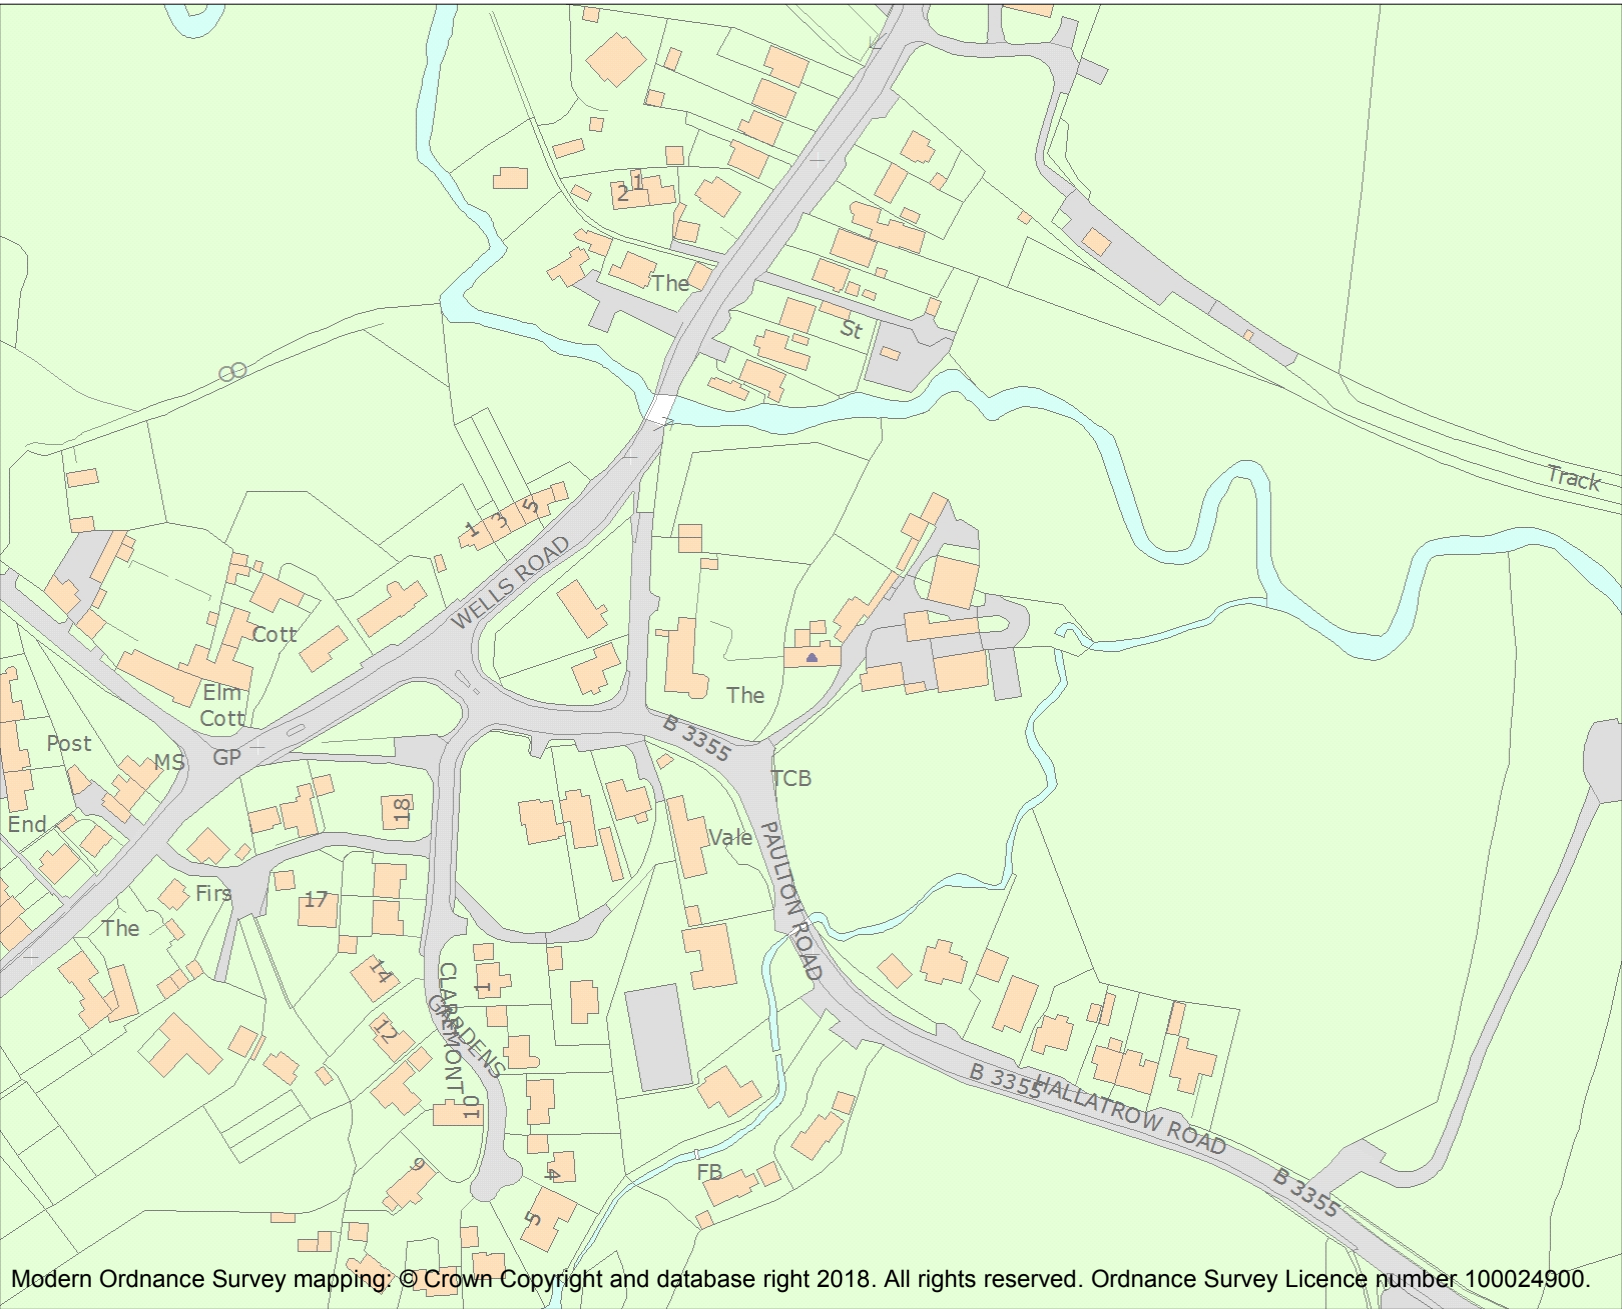 1
2
The
St
Track
1
3
5
WELLS ROAD
Cott
Elm
Cott
The
Post
MS
GP
B 3355
TCB
18
End
Vale
PAULTON ROAD
17
Firs
The
14
1
CLAREMONT
GARDENS
12
10
B 3355
HALLATROW ROAD
9
4
FB
5
B 3355
Modern Ordnance Survey mapping: © Crown Copyright and database right 2018. All rights reserved. Ordnance Survey Licence number 100024900.